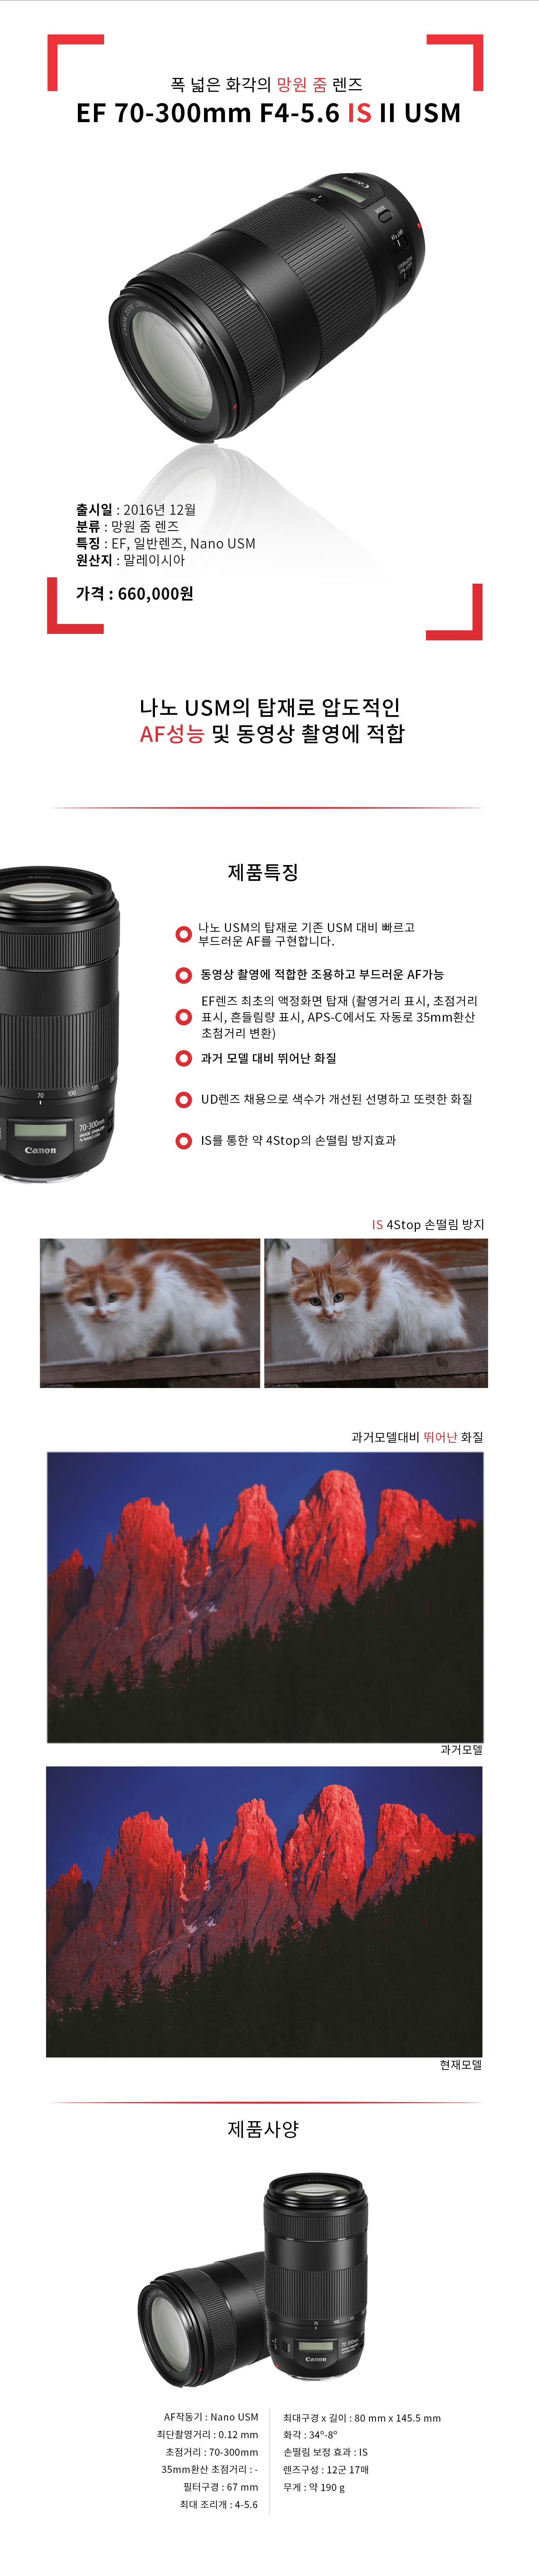 폭 넓은 화각의 망원 줌 렌즈
EF 70-300mm F4-5.6 IS II USM
Canon
MODE
출시일 : 2016년 12월
분류 : 망원 줌 렌즈
특징 : EF, 일반렌즈, Nano USM
원산지 : 말레이시아
가격 : 660,000원
나노 USM의 탑재로 압도적인
AF성능 및 동영상 촬영에 적합
제품특징
나노 USM의 탑재로 기존 USM 대비 빠르고
부드러운 AF를 구현합니다.
동영상 촬영에 적합한 조용하고 부드러운 AF가능
EF렌즈 최초의 액정화면 탑재 (촬영거리 표시, 초점거리
표시, 흔들림량 표시, APS-C에서도 자동로 35mm환산
초첨거리 변환)
과거 모델 대비 뛰어난 화질
UD렌즈 채용으로 색수가 개선된 선명하고 또렷한 화질
IS를 통한 약 4Stop의 손떨림 방지효과
70 100 135
70-300mm
Canon
IS 4Stop 손떨림 방지
과거모델대비 뛰어난 화질
과거모델
현재모델
제품사양
70-300mm
Canon
AF작동기 : Nano USM
최단촬영거리 : 0.12 mm
초점거리 : 70-300mm
35mm환산 초점거리 : -
필터구경 : 67 mm
최대 조리개 : 4-5.6
최대구경 x 길이 : 80 mm x 145.5 mm
화각 : 34º-8º
손떨림 보정 효과 : IS
렌즈구성 : 12군 17매
무게 : 약 190 g